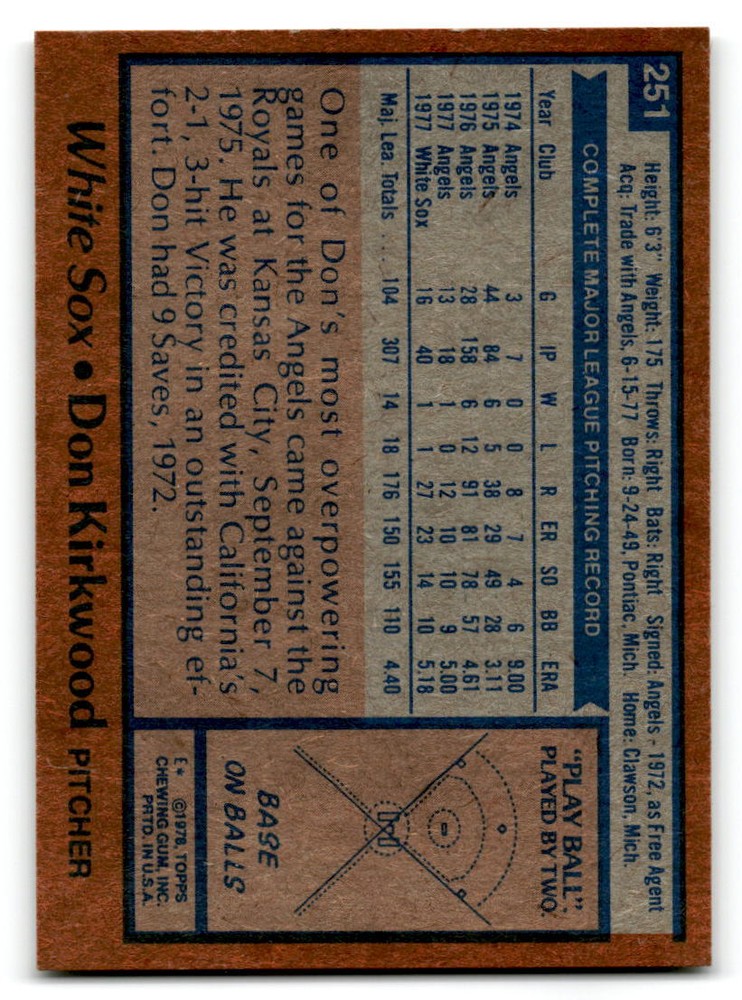 251
Height: 6'3" Weight: 175 Throws: Right Bats: Right Signed: Angels - 1972, as Free Agent
Acq: Trade with Angels, 6-15-77 Born: 9-24-49, Pontiac, Mich. Home: Clawson, Mich.
COMPLETE MAJOR LEAGUE PITCHING RECORD
Year Club G IP W L R ER SO BB ERA
1974 Angels 3 7 0 0 8 7 4 6 9.00
1975 Angels 44 84 6 5 38 29 49 28 3.11
1976 Angels 28 158 6 12 91 81 78 57 4.61
1977 Angels 13 18 1 0 12 10 10 9 5.00
1977 White Sox 16 40 1 1 27 23 14 10 5.18
Maj. Lea. Totals .... 104 307 14 18 176 150 155 110 4.40
One of Don's most overpowering
games for the Angels came against the
Royals at Kansas City, September 7,
1975. He was credited with California's
2-1, 3-hit Victory in an outstanding ef-
fort. Don had 9 Saves, 1972.
"PLAY BALL"
PLAYED BY TWO.
BASE
ON BALLS
E* ©1978, TOPPS
CHEWING GUM, INC.
PRTD. IN U.S.A.
White Sox • Don Kirkwood PITCHER